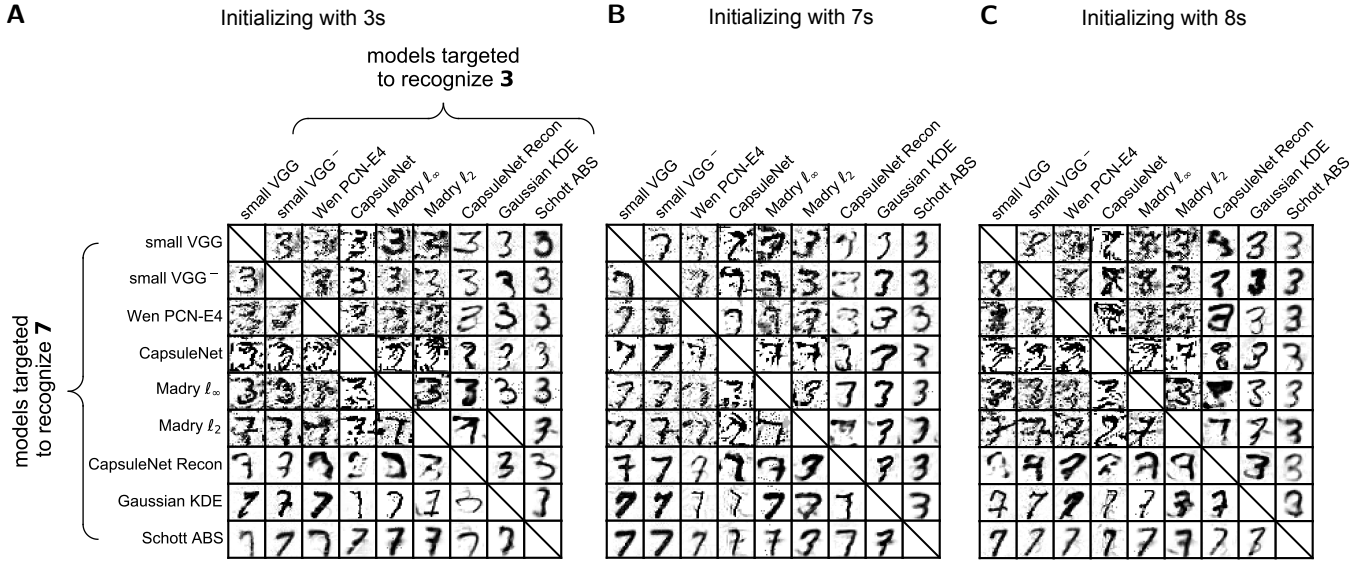 A
Initializing with 3s
B
Initializing with 7s
C
Initializing with 8s
models targeted
to recognize 3
small VGG
small VGG⁻
Wen PCN-E4
CapsuleNet
Madry ℓ∞
Madry ℓ₂
CapsuleNet Recon
Gaussian KDE
Schott ABS
small VGG
small VGG⁻
Wen PCN-E4
CapsuleNet
Madry ℓ∞
Madry ℓ₂
CapsuleNet Recon
Gaussian KDE
Schott ABS
small VGG
small VGG⁻
Wen PCN-E4
CapsuleNet
Madry ℓ∞
Madry ℓ₂
CapsuleNet Recon
Gaussian KDE
Schott ABS
models targeted
to recognize 7
small VGG
small VGG⁻
Wen PCN-E4
CapsuleNet
Madry ℓ∞
Madry ℓ₂
CapsuleNet Recon
Gaussian KDE
Schott ABS